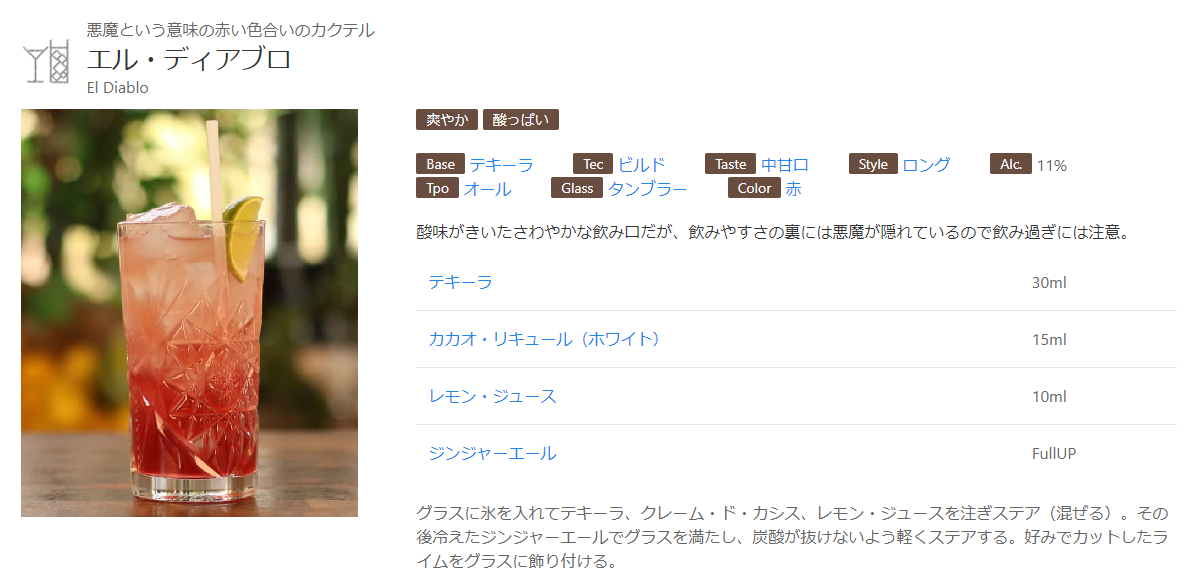 悪魔という意味の赤い色合いのカクテル
エル・ディアブロ
El Diablo
爽やか 酸っぱい
Base テキーラ Tec ビルド Taste 中甘口 Style ロング Alc. 11%
Tpo オール Glass タンブラー Color 赤
酸味がきいたさわやかな飲み口だが、飲みやすさの裏には悪魔が隠れているので飲み過ぎには注意。
テキーラ 30ml
カカオ・リキュール（ホワイト） 15ml
レモン・ジュース 10ml
ジンジャーエール FullUP
グラスに氷を入れてテキーラ、クレーム・ド・カシス、レモン・ジュースを注ぎステア（混ぜる）。その
後冷えたジンジャーエールでグラスを満たし、炭酸が抜けないよう軽くステアする。好みでカットしたラ
イムをグラスに飾り付ける。